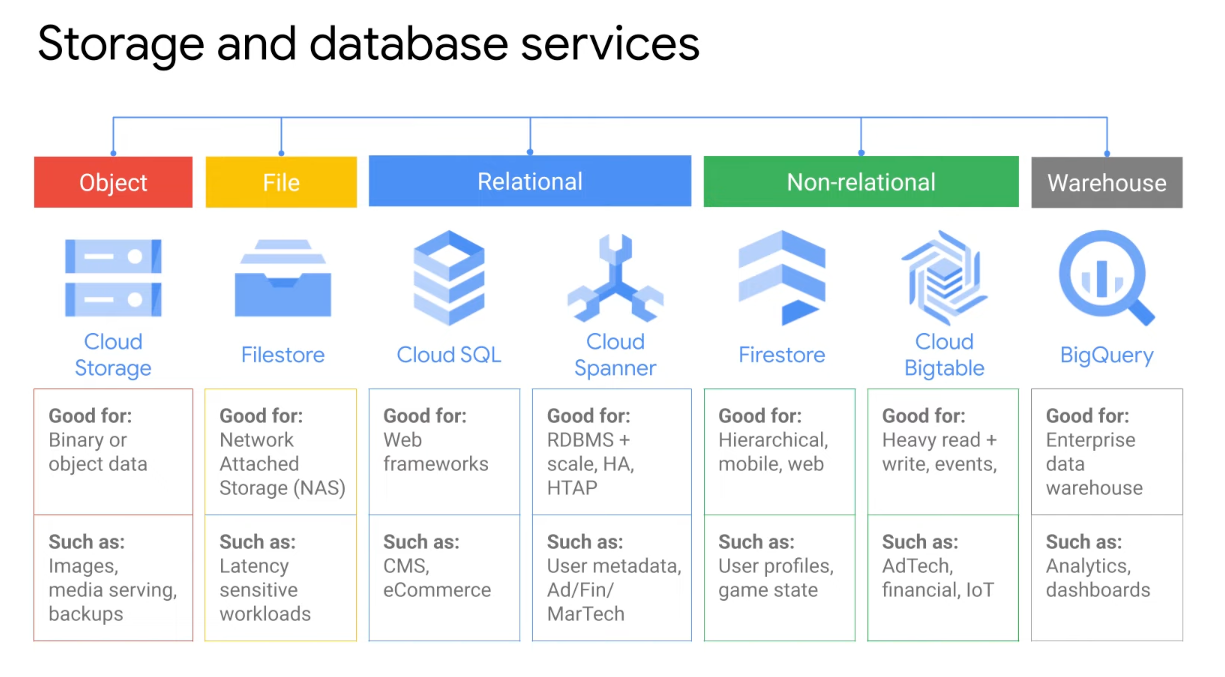 Storage and database services
Object
File
Relational
Non-relational
Warehouse
Cloud
Storage
Filestore
Cloud SQL
Cloud
Spanner
Firestore
Cloud
Bigtable
BigQuery
Good for:
Binary or
object data
Good for:
Network
Attached
Storage (NAS)
Good for:
Web
frameworks
Good for:
RDBMS +
scale, HA,
HTAP
Good for:
Hierarchical,
mobile, web
Good for:
Heavy read +
write, events,
Good for:
Enterprise
data
warehouse
Such as:
Images,
media serving,
backups
Such as:
Latency
sensitive
workloads
Such as:
CMS,
eCommerce
Such as:
User metadata,
Ad/Fin/
MarTech
Such as:
User profiles,
game state
Such as:
AdTech,
financial, IoT
Such as:
Analytics,
dashboards